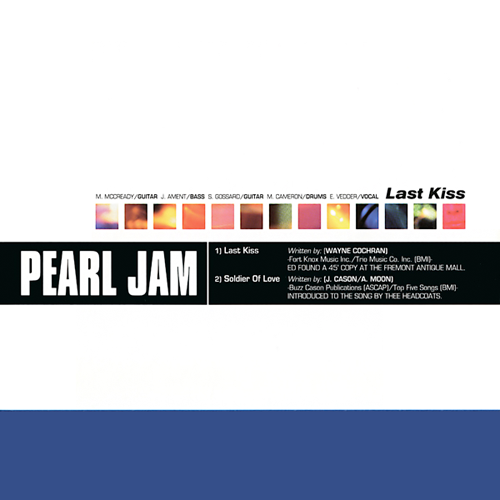 M. MCCREADY/GUITAR J. AMENT/BASS S. GOSSARD/GUITAR M. CAMERON/DRUMS E. VEDDER/VOCAL Last Kiss
PEARL JAM
1) Last Kiss Written by: (WAYNE COCHRAN)
-Fort Knox Music Inc./Trio Music Co. Inc. (BMI)-
ED FOUND A 45' COPY AT THE FREMONT ANTIQUE MALL.
2) Soldier Of Love Written by: (J. CASON/A. MOON)
-Buzz Cason Publications (ASCAP)/Top Five Songs (BMI)-
INTRODUCED TO THE SONG BY THEE HEADCOATS.